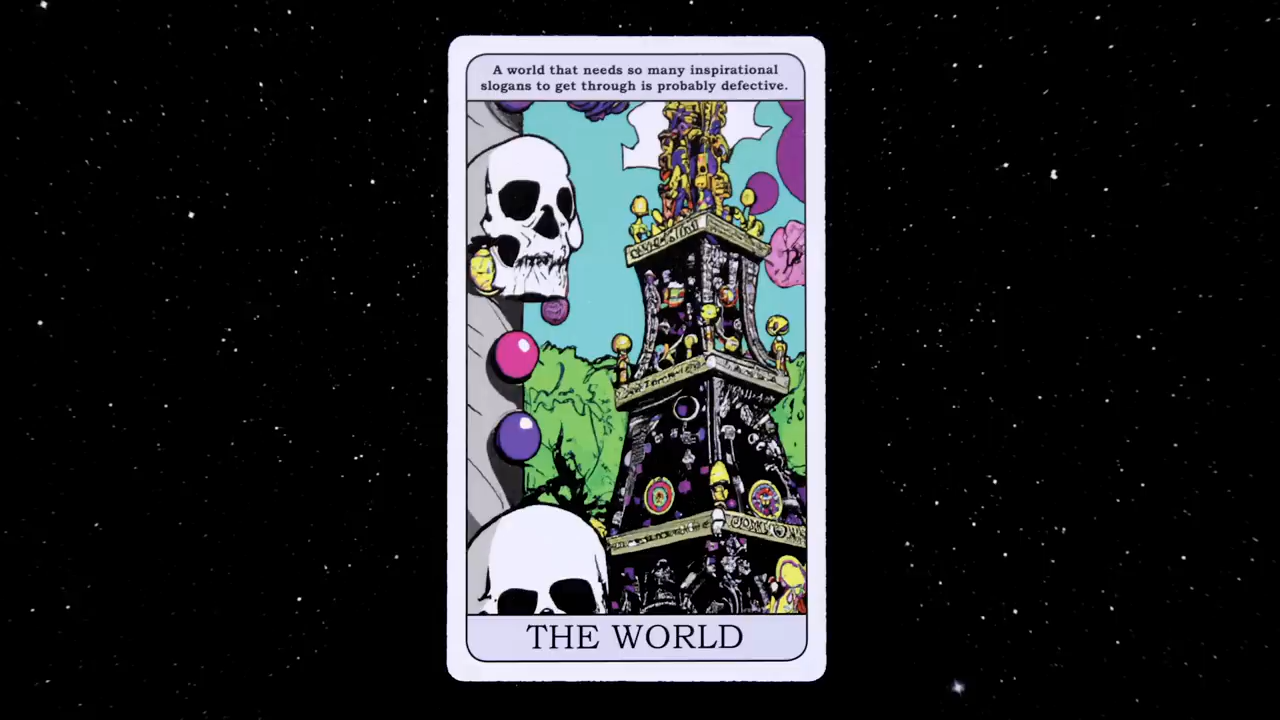 A world that needs so many inspirational
slogans to get through is probably defective.
THE WORLD